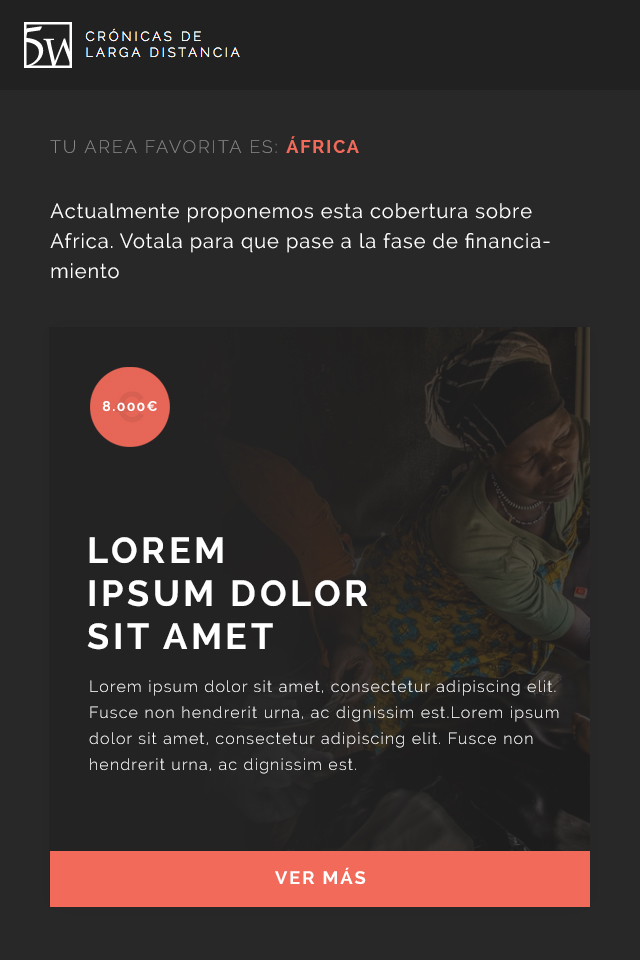 5W
CRÓNICAS DE
LARGA DISTANCIA
TU AREA FAVORITA ES: ÁFRICA
Actualmente proponemos esta cobertura sobre
Africa. Votala para que pase a la fase de financia-
miento
8.000€
LOREM
IPSUM DOLOR
SIT AMET
Lorem ipsum dolor sit amet, consectetur adipiscing elit.
Fusce non hendrerit urna, ac dignissim est.Lorem ipsum
dolor sit amet, consectetur adipiscing elit. Fusce non
hendrerit urna, ac dignissim est.
VER MÁS